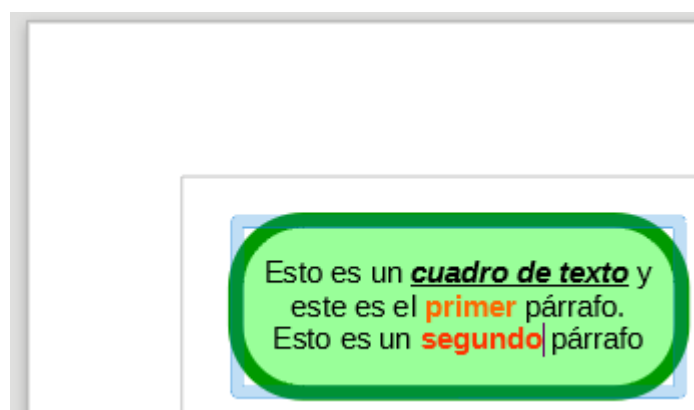 Esto es un cuadro de texto y
este es el primer párrafo.
Esto es un segundo párrafo